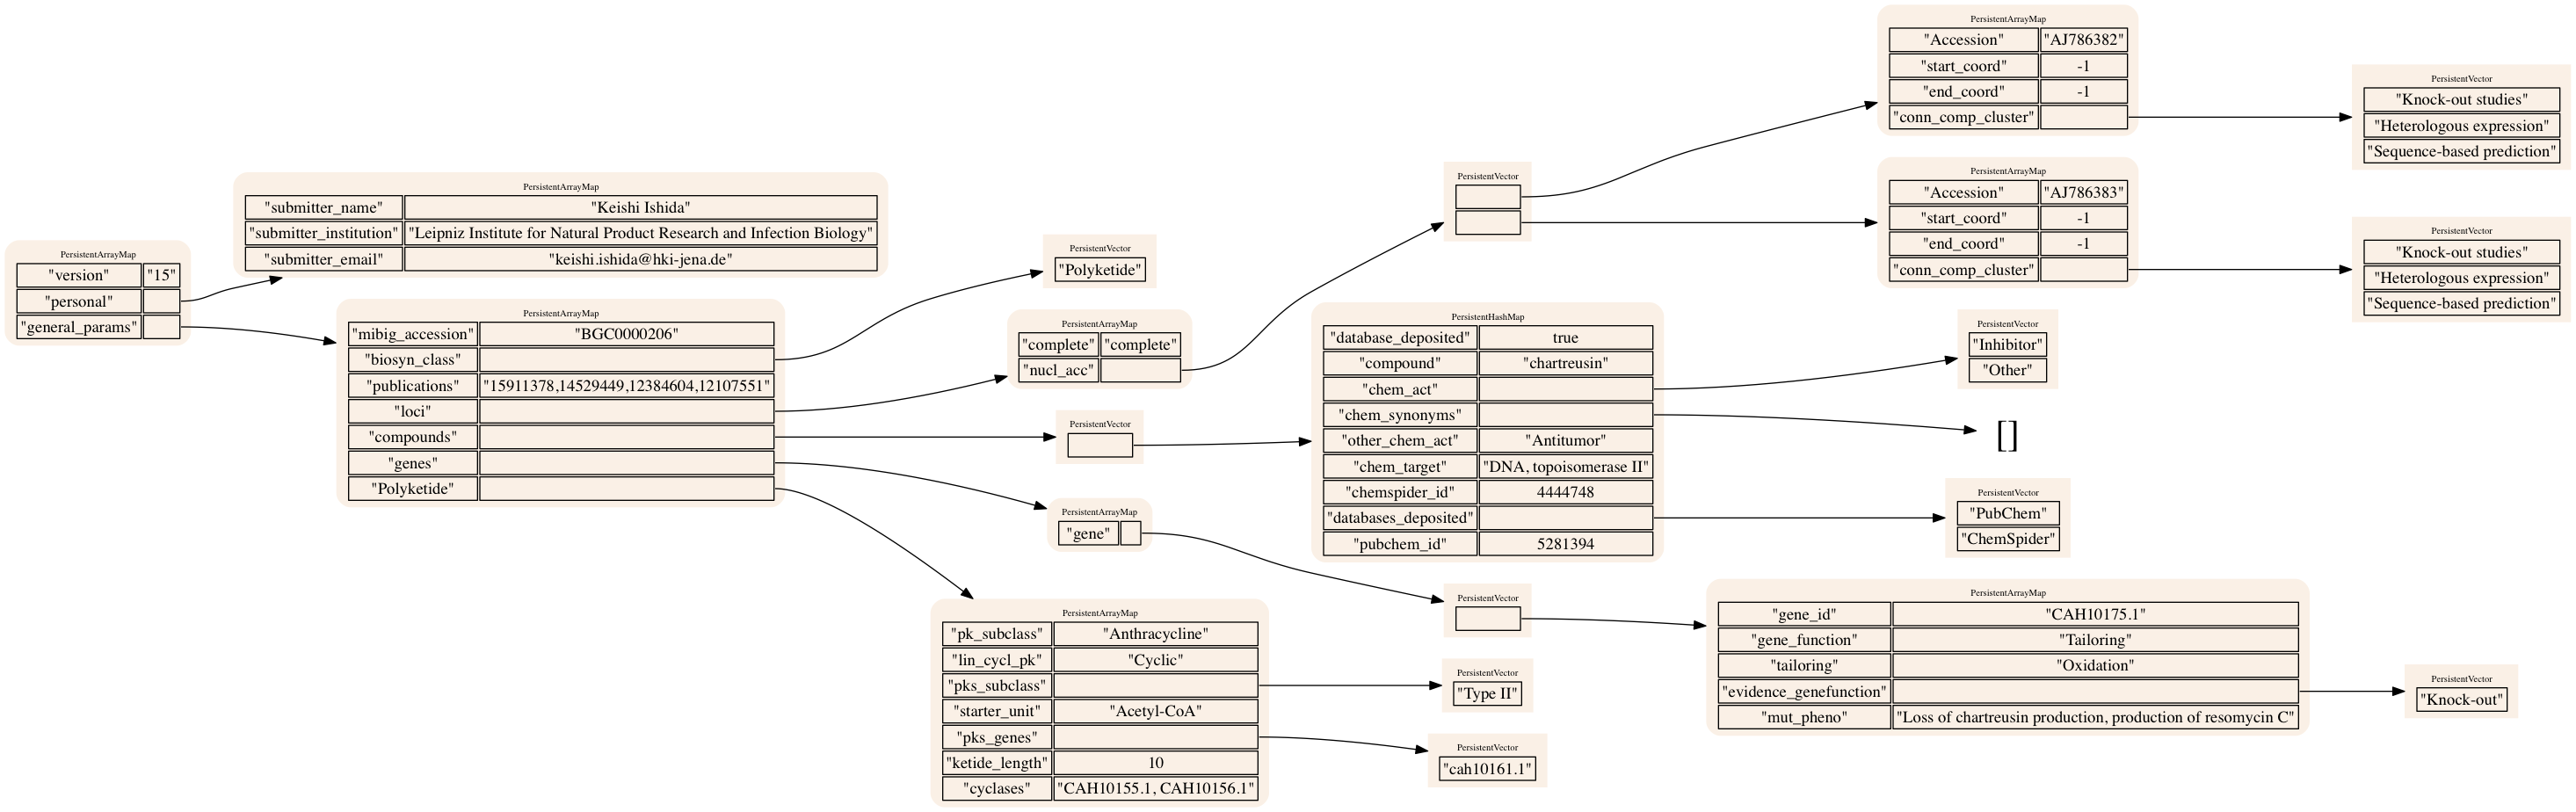 PersistentArrayMap
"version" "15"
"personal"
"general_params"
PersistentArrayMap
"submitter_name" "Keishi Ishida"
"submitter_institution" "Leipniz Institute for Natural Product Research and Infection Biology"
"submitter_email" "keishi.ishida@hki-jena.de"
PersistentArrayMap
"mibig_accession" "BGC0000206"
"biosyn_class"
"publications" "15911378,14529449,12384604,12107551"
"loci"
"compounds"
"genes"
"Polyketide"
PersistentVector
"Polyketide"
PersistentArrayMap
"complete" "complete"
"nucl_acc"
PersistentVector
PersistentArrayMap
"Accession" "AJ786382"
"start_coord" -1
"end_coord" -1
"conn_comp_cluster"
PersistentVector
"Knock-out studies"
"Heterologous expression"
"Sequence-based prediction"
PersistentArrayMap
"Accession" "AJ786383"
"start_coord" -1
"end_coord" -1
"conn_comp_cluster"
PersistentVector
"Knock-out studies"
"Heterologous expression"
"Sequence-based prediction"
PersistentVector
PersistentHashMap
"database_deposited" true
"compound" "chartreusin"
"chem_act"
"chem_synonyms"
"other_chem_act" "Antitumor"
"chem_target" "DNA, topoisomerase II"
"chemspider_id" 4444748
"databases_deposited"
"pubchem_id" 5281394
PersistentVector
"Inhibitor"
"Other"
[]
PersistentVector
"PubChem"
"ChemSpider"
PersistentArrayMap
"gene"
PersistentVector
PersistentArrayMap
"gene_id" "CAH10175.1"
"gene_function" "Tailoring"
"tailoring" "Oxidation"
"evidence_genefunction"
"mut_pheno" "Loss of chartreusin production, production of resomycin C"
PersistentVector
"Knock-out"
PersistentArrayMap
"pk_subclass" "Anthracycline"
"lin_cycl_pk" "Cyclic"
"pks_subclass"
"starter_unit" "Acetyl-CoA"
"pks_genes"
"ketide_length" 10
"cyclases" "CAH10155.1, CAH10156.1"
PersistentVector
"Type II"
PersistentVector
"cah10161.1"